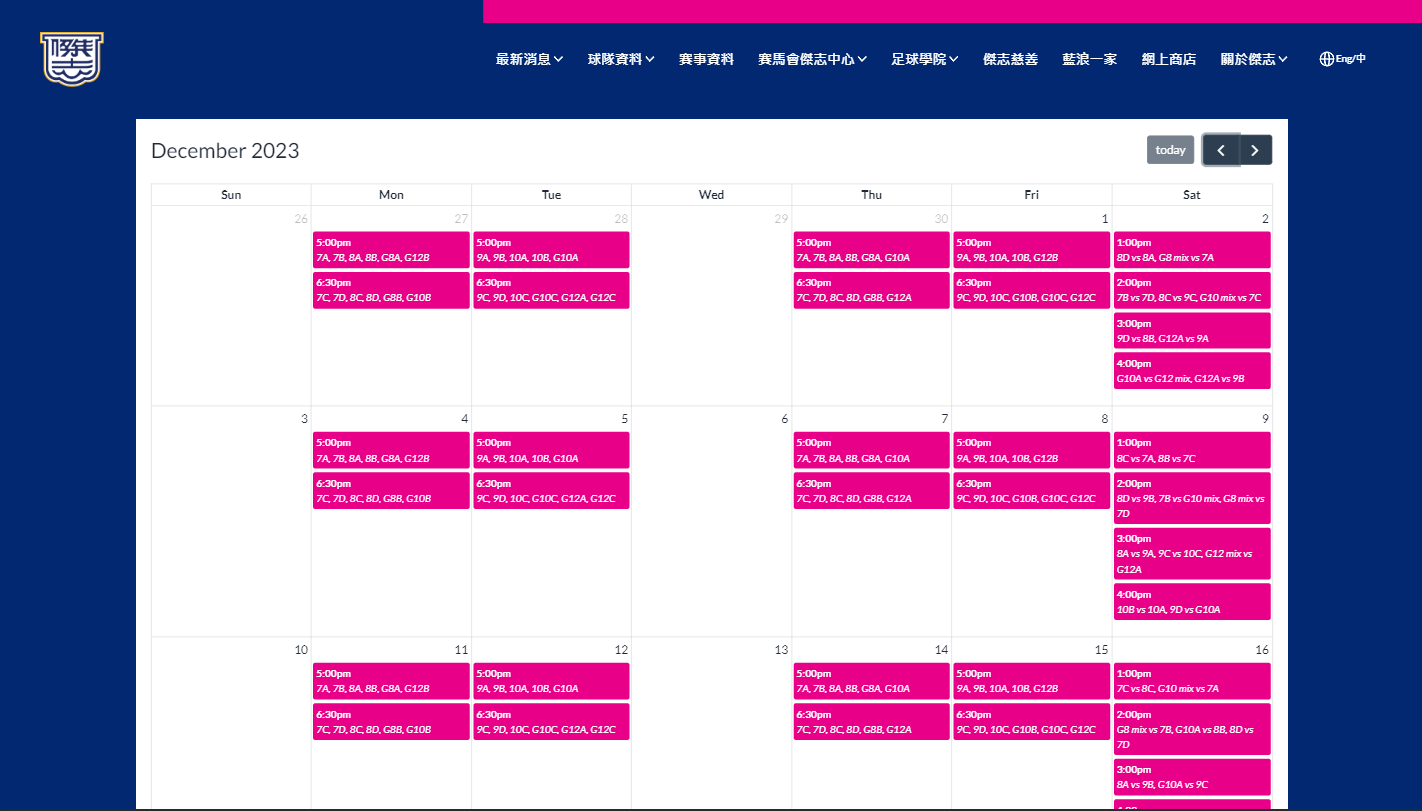 傑志
最新消息 球隊資料 賽事資料 賽馬會傑志中心 足球學院 傑志慈善 藍浪一家 網上商店 關於傑志 Eng/中
December 2023
today
Sun Mon Tue Wed Thu Fri Sat
26 27 28 29 30 1 2
5:00pm
7A, 7B, 8A, 8B, G8A, G12B
6:30pm
7C, 7D, 8C, 8D, G8B, G10B
5:00pm
9A, 9B, 10A, 10B, G10A
6:30pm
9C, 9D, 10C, G10C, G12A, G12C
5:00pm
7A, 7B, 8A, 8B, G8A, G10A
6:30pm
7C, 7D, 8C, 8D, G8B, G12A
5:00pm
9A, 9B, 10A, 10B, G12B
6:30pm
9C, 9D, 10C, G10B, G10C, G12C
1:00pm
8D vs 8A, G8 mix vs 7A
2:00pm
7B vs 7D, 8C vs 9C, G10 mix vs 7C
3:00pm
9D vs 8B, G12A vs 9A
4:00pm
G10A vs G12 mix, G12A vs 9B
3 4 5 6 7 8 9
5:00pm
7A, 7B, 8A, 8B, G8A, G12B
6:30pm
7C, 7D, 8C, 8D, G8B, G10B
5:00pm
9A, 9B, 10A, 10B, G10A
6:30pm
9C, 9D, 10C, G10C, G12A, G12C
5:00pm
7A, 7B, 8A, 8B, G8A, G10A
6:30pm
7C, 7D, 8C, 8D, G8B, G12A
5:00pm
9A, 9B, 10A, 10B, G12B
6:30pm
9C, 9D, 10C, G10B, G10C, G12C
1:00pm
8C vs 7A, 8B vs 7C
2:00pm
8D vs 9B, 7B vs G10 mix, G8 mix vs
7D
3:00pm
8A vs 9A, 9C vs 10C, G12 mix vs
G12A
4:00pm
10B vs 10A, 9D vs G10A
10 11 12 13 14 15 16
5:00pm
7A, 7B, 8A, 8B, G8A, G12B
6:30pm
7C, 7D, 8C, 8D, G8B, G10B
5:00pm
9A, 9B, 10A, 10B, G10A
6:30pm
9C, 9D, 10C, G10C, G12A, G12C
5:00pm
7A, 7B, 8A, 8B, G8A, G10A
6:30pm
7C, 7D, 8C, 8D, G8B, G12A
5:00pm
9A, 9B, 10A, 10B, G12B
6:30pm
9C, 9D, 10C, G10B, G10C, G12C
1:00pm
7C vs 8C, G10 mix vs 7A
2:00pm
G8 mix vs 7B, G10A vs 8B, 8D vs
7D
3:00pm
8A vs 9B, G10A vs 9C